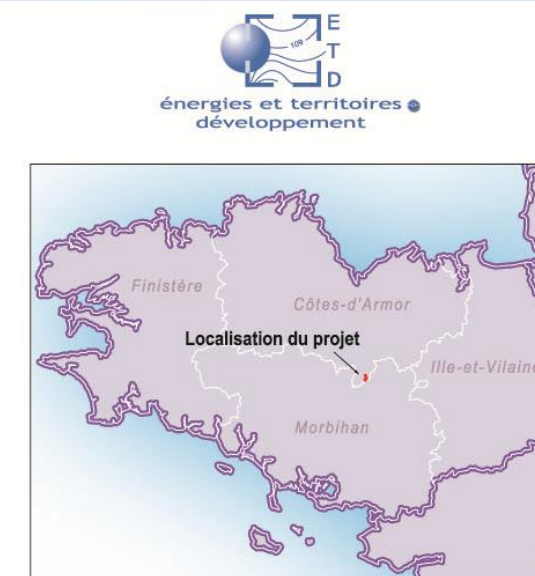 E
109
T
D
énergies et territoires
développement
Finistère
Côtes-d'Armor
Localisation du projet
Ille-et-Vilaine
Morbihan